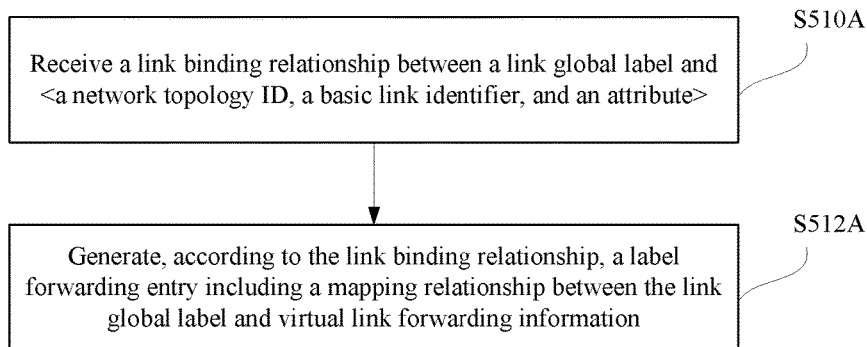 S510A
Receive a link binding relationship between a link global label and
<a network topology ID, a basic link identifier, and an attribute>
S512A
Generate, according to the link binding relationship, a label
forwarding entry including a mapping relationship between the link
global label and virtual link forwarding information